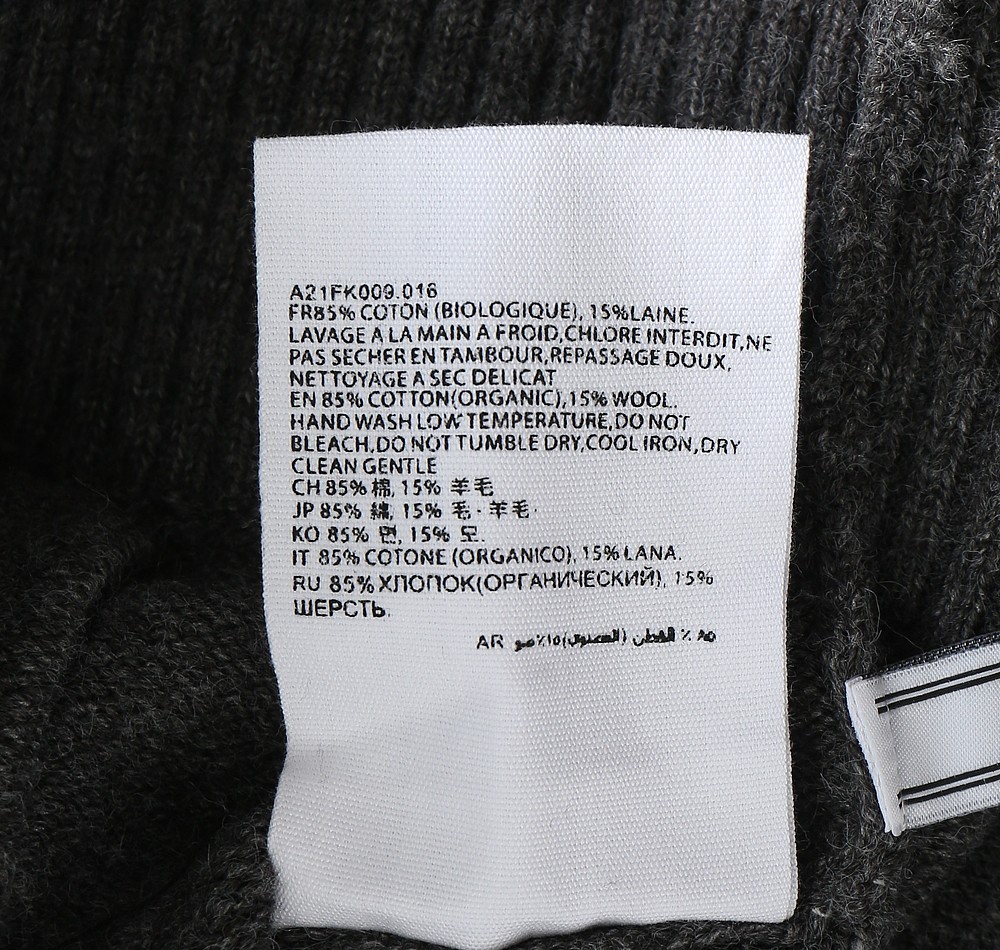 A21FK009.016
FR85% COTON (BIOLOGIQUE), 15%LAINE.
LAVAGE A LA MAIN A FROID,CHLORE INTERDIT,NE
PAS SECHER EN TAMBOUR,REPASSAGE DOUX,
NETTOYAGE A SEC DELICAT
EN 85% COTTON(ORGANIC),15% WOOL.
HAND WASH LOW TEMPERATURE,DO NOT
BLEACH,DO NOT TUMBLE DRY,COOL IRON,DRY
CLEAN GENTLE
CH 85% 棉, 15% 羊毛
JP 85% 綿, 15% 毛·羊毛·
KO 85% 면, 15% 모.
IT 85% COTONE (ORGANICO), 15% LANA.
RU 85% ХЛОПОК(ОРГАНИЧЕСКИЙ), 15%
ШЕРСТЬ.
AR ٨٥ ٪ القطن ١٥٪